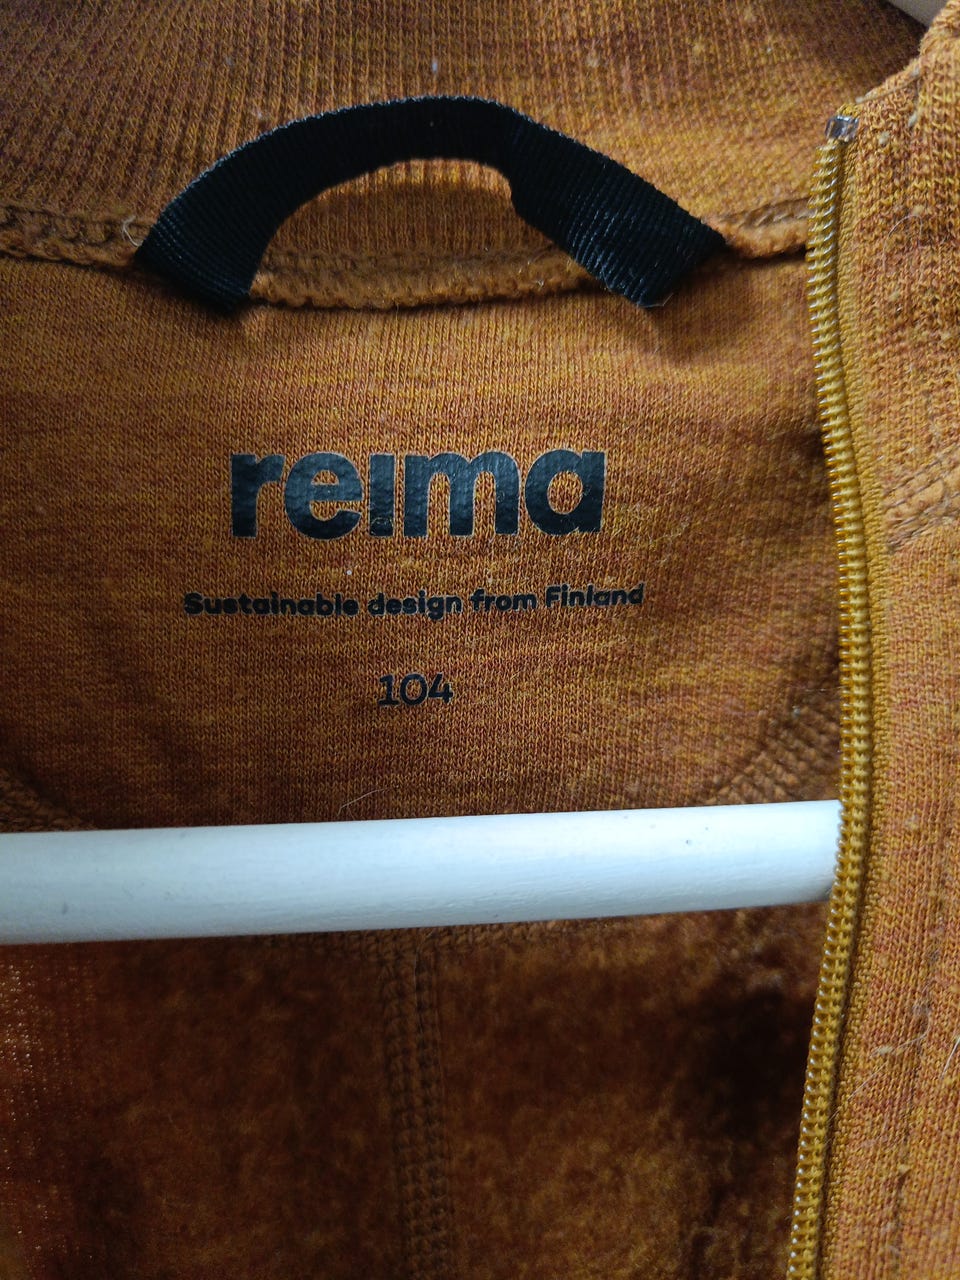 reima
Sustainable design from Finland
104